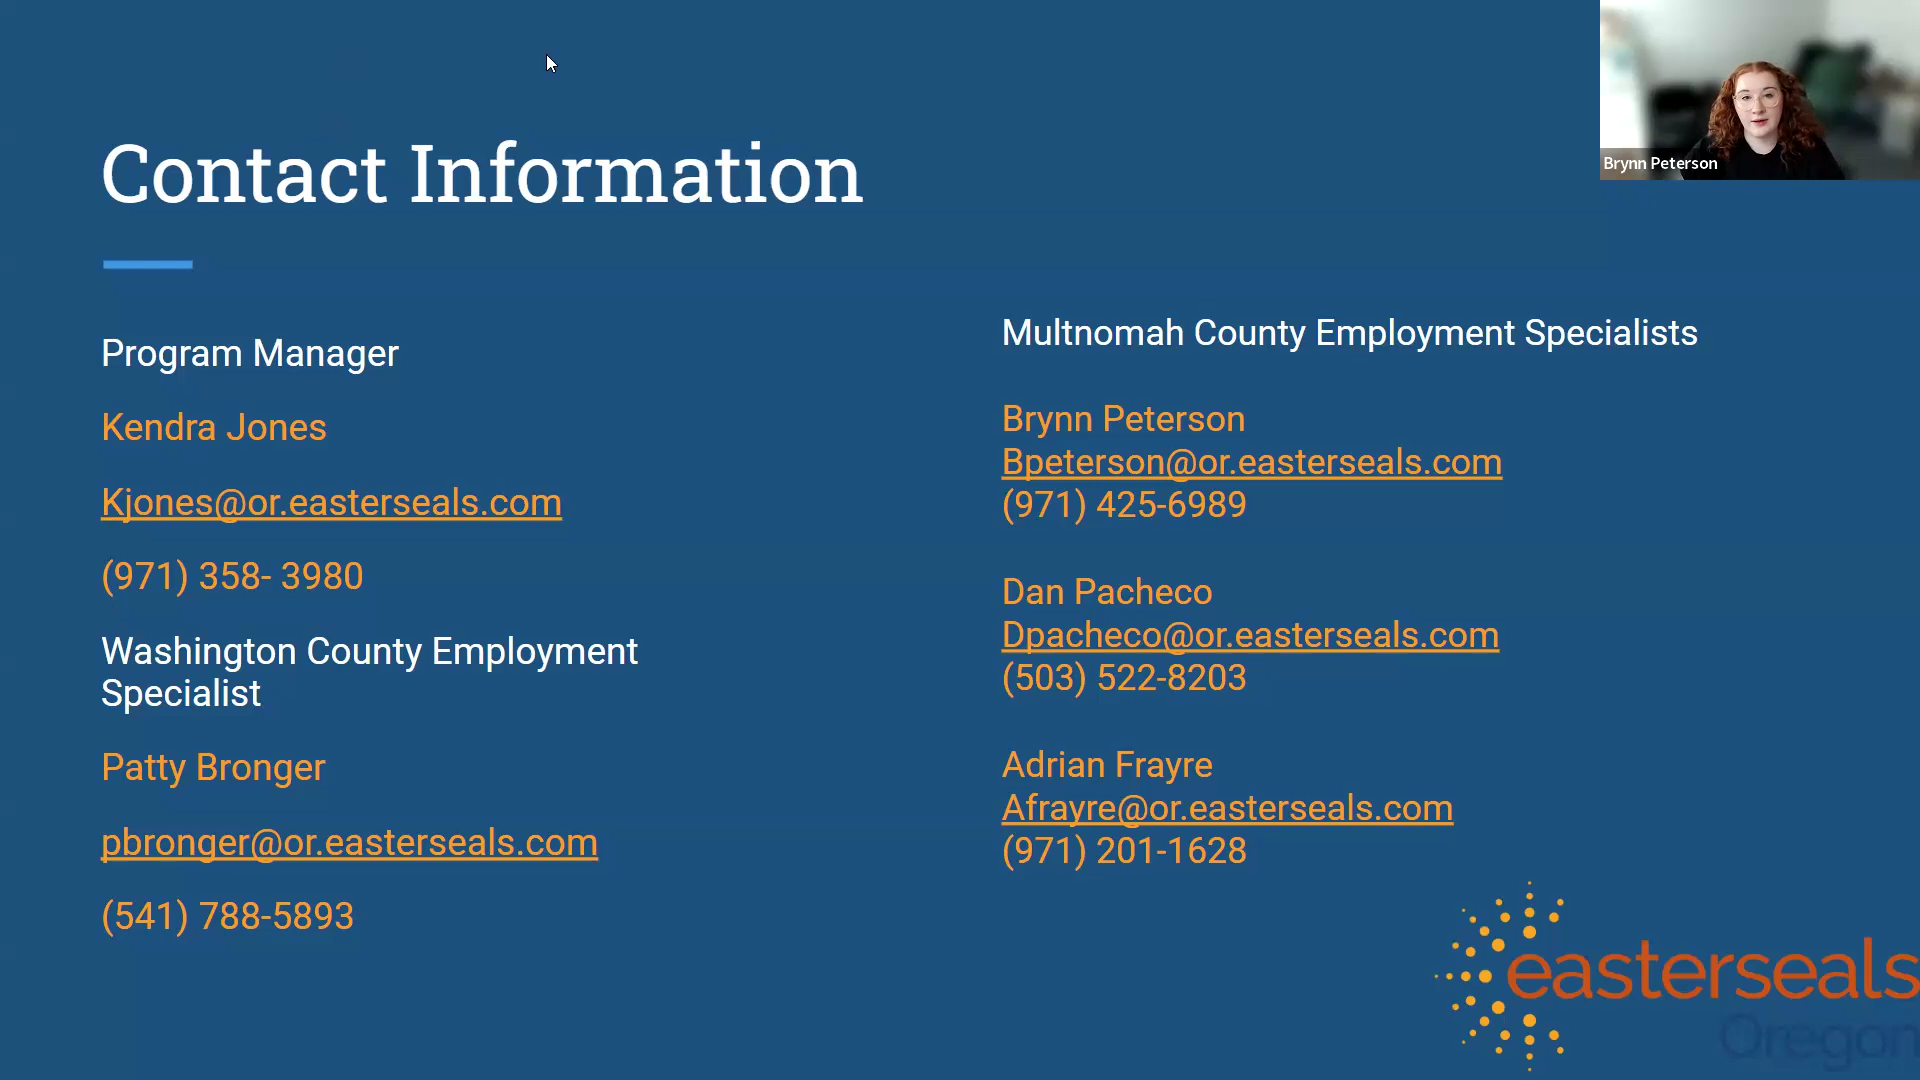 Contact Information
Brynn Peterson
Program Manager
Kendra Jones
Kjones@or.easterseals.com
(971) 358- 3980
Washington County Employment
Specialist
Patty Bronger
pbronger@or.easterseals.com
(541) 788-5893
Multnomah County Employment Specialists
Brynn Peterson
Bpeterson@or.easterseals.com
(971) 425-6989
Dan Pacheco
Dpacheco@or.easterseals.com
(503) 522-8203
Adrian Frayre
Afrayre@or.easterseals.com
(971) 201-1628
easterseals
Oregon